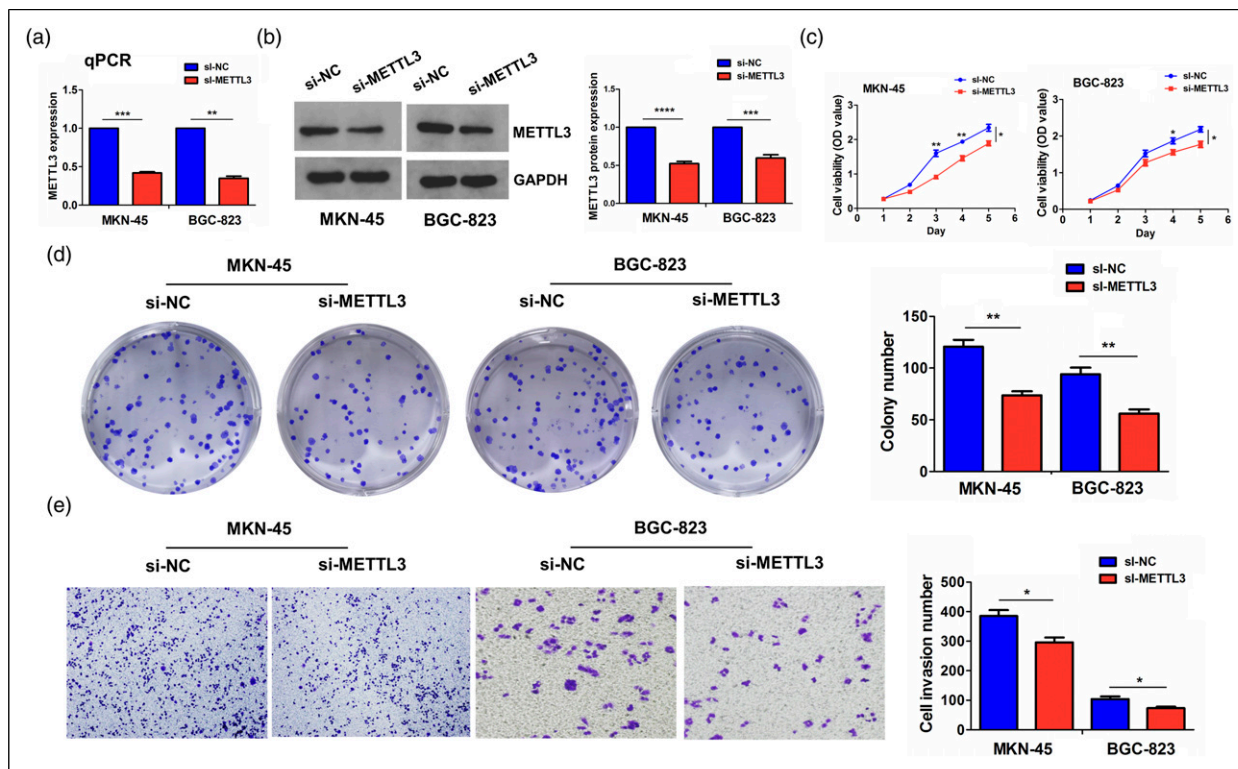 (a)
qPCR
sI-NC
sI-METTL3
METTL3 expression
1.5
1.0
0.5
0.0
***
**
MKN-45
BGC-823
(b)
si-NC
si-METTL3
si-NC
si-METTL3
METTL3
GAPDH
MKN-45
BGC-823
si-NC
si-METTL3
METTL3 protein expression
1.5
1.0
0.5
0.0
****
***
MKN-45
BGC-823
(c)
MKN-45
sI-NC
sI-METTL3
Cell viability (OD value)
3
2
1
0
**
**
*
0 1 2 3 4 5 6
Day
BGC-823
sI-NC
sI-METTL3
Cell viability (OD value)
3
2
1
0
*
*
0 1 2 3 4 5 6
Day
(d)
MKN-45
BGC-823
si-NC
si-METTL3
si-NC
si-METTL3
sI-NC
sI-METTL3
Colony number
150
100
50
0
**
**
MKN-45
BGC-823
(e)
MKN-45
BGC-823
si-NC
si-METTL3
si-NC
si-METTL3
sI-NC
sI-METTL3
Cell invasion number
500
400
300
200
100
0
*
*
MKN-45
BGC-823